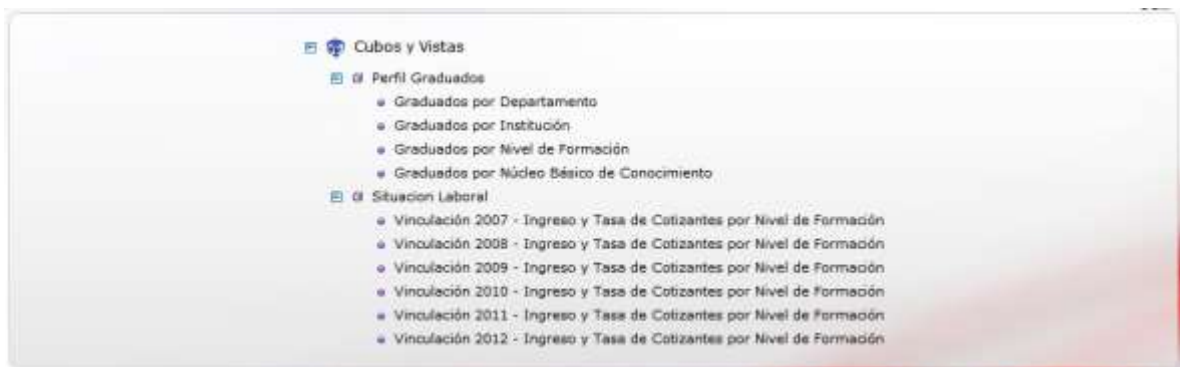 Cubos y Vistas
Perfil Graduados
Graduados por Departamento
Graduados por Institución
Graduados por Nivel de Formación
Graduados por Núcleo Básico de Conocimiento
Situacion Laboral
Vinculación 2007 - Ingreso y Tasa de Cotizantes por Nivel de Formación
Vinculación 2008 - Ingreso y Tasa de Cotizantes por Nivel de Formación
Vinculación 2009 - Ingreso y Tasa de Cotizantes por Nivel de Formación
Vinculación 2010 - Ingreso y Tasa de Cotizantes por Nivel de Formación
Vinculación 2011 - Ingreso y Tasa de Cotizantes por Nivel de Formación
Vinculación 2012 - Ingreso y Tasa de Cotizantes por Nivel de Formación